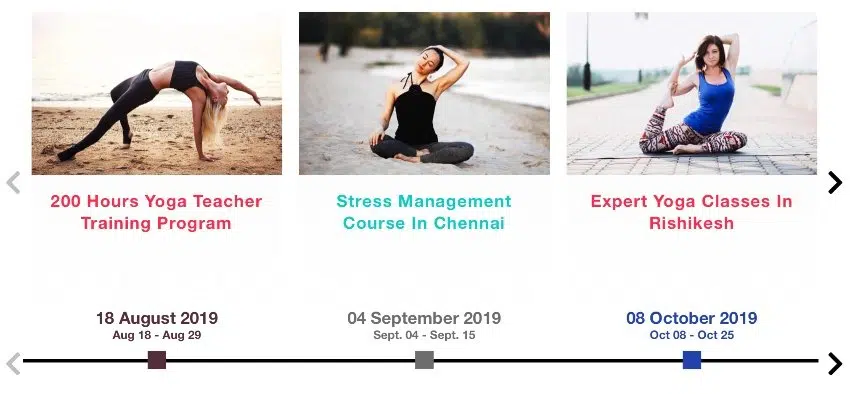 200 Hours Yoga Teacher
Training Program
Stress Management
Course In Chennai
Expert Yoga Classes In
Rishikesh
18 August 2019
Aug 18 - Aug 29
04 September 2019
Sept. 04 - Sept. 15
08 October 2019
Oct 08 - Oct 25